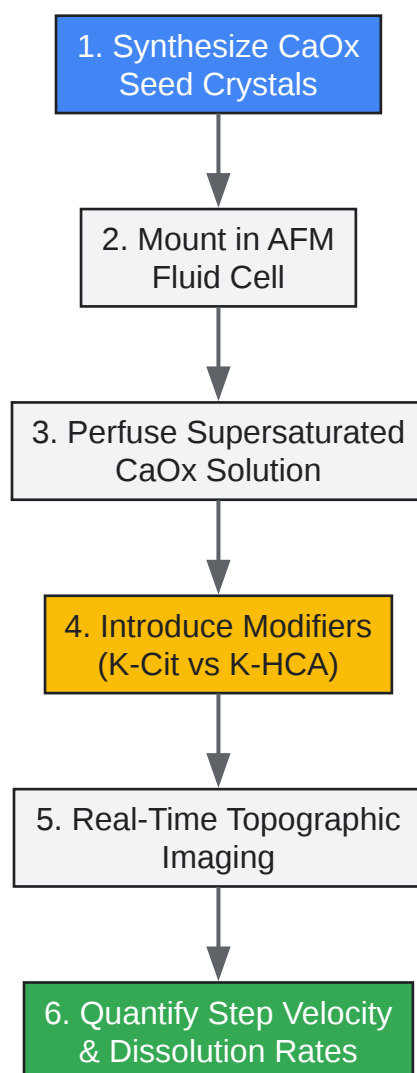 1. Synthesize CaOx
Seed Crystals
2. Mount in AFM
Fluid Cell
3. Perfuse Supersaturated
CaOx Solution
4. Introduce Modifiers
(K-Cit vs K-HCA)
5. Real-Time Topographic
Imaging
6. Quantify Step Velocity
& Dissolution Rates